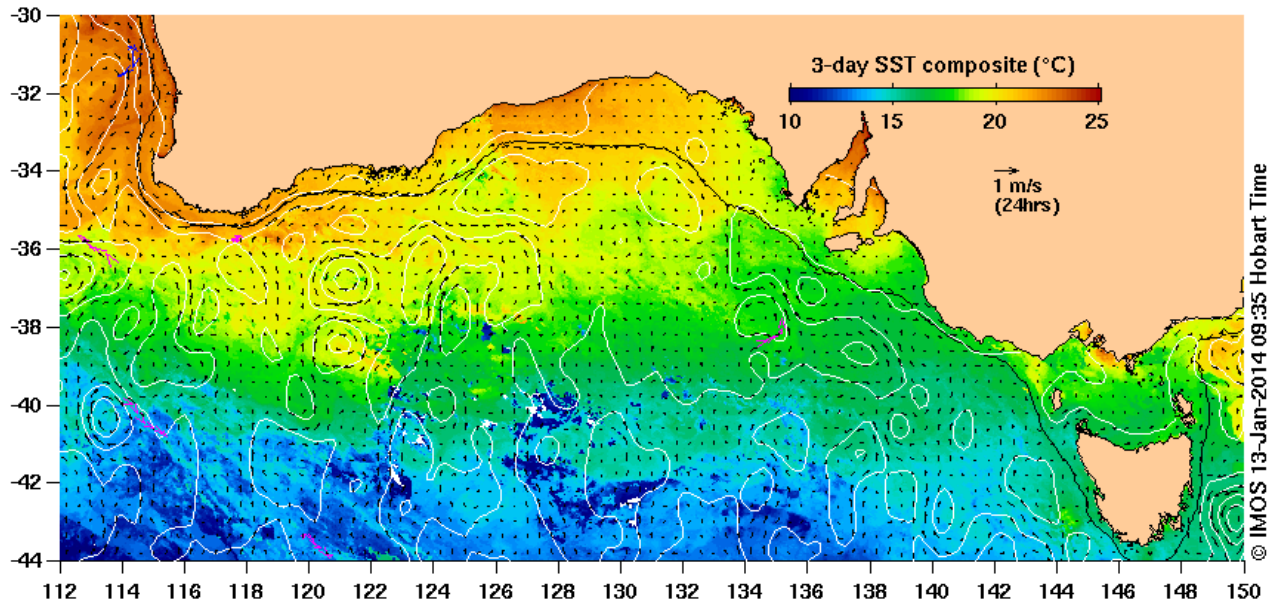 -30
-32
-34
-36
-38
-40
-42
-44
3-day SST composite (°C)
10 15 20 25
1 m/s
(24hrs)
112 114 116 118 120 122 124 126 128 130 132 134 136 138 140 142 144 146 148 150
© IMOS 13-Jan-2014 09:35 Hobart Time